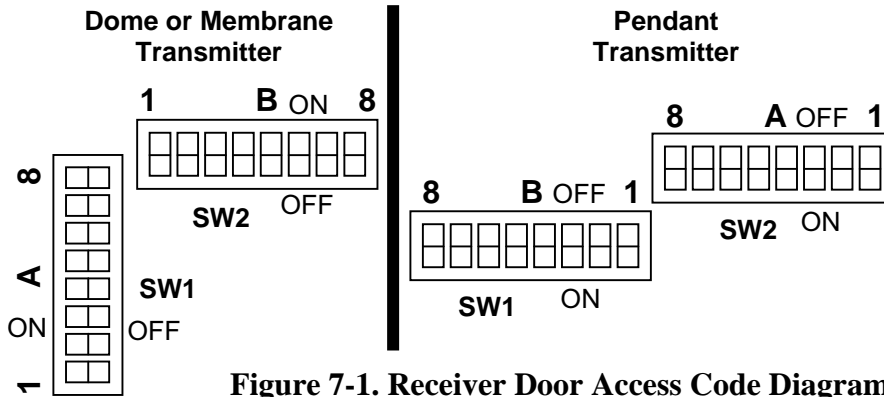 Dome or Membrane
Transmitter
1 B ON 8
SW2 OFF
8
A
SW1
ON OFF
1
Pendant
Transmitter
8 A OFF 1
SW2 ON
8 B OFF 1
SW1 ON
Figure 7-1. Receiver Door Access Code Diagram